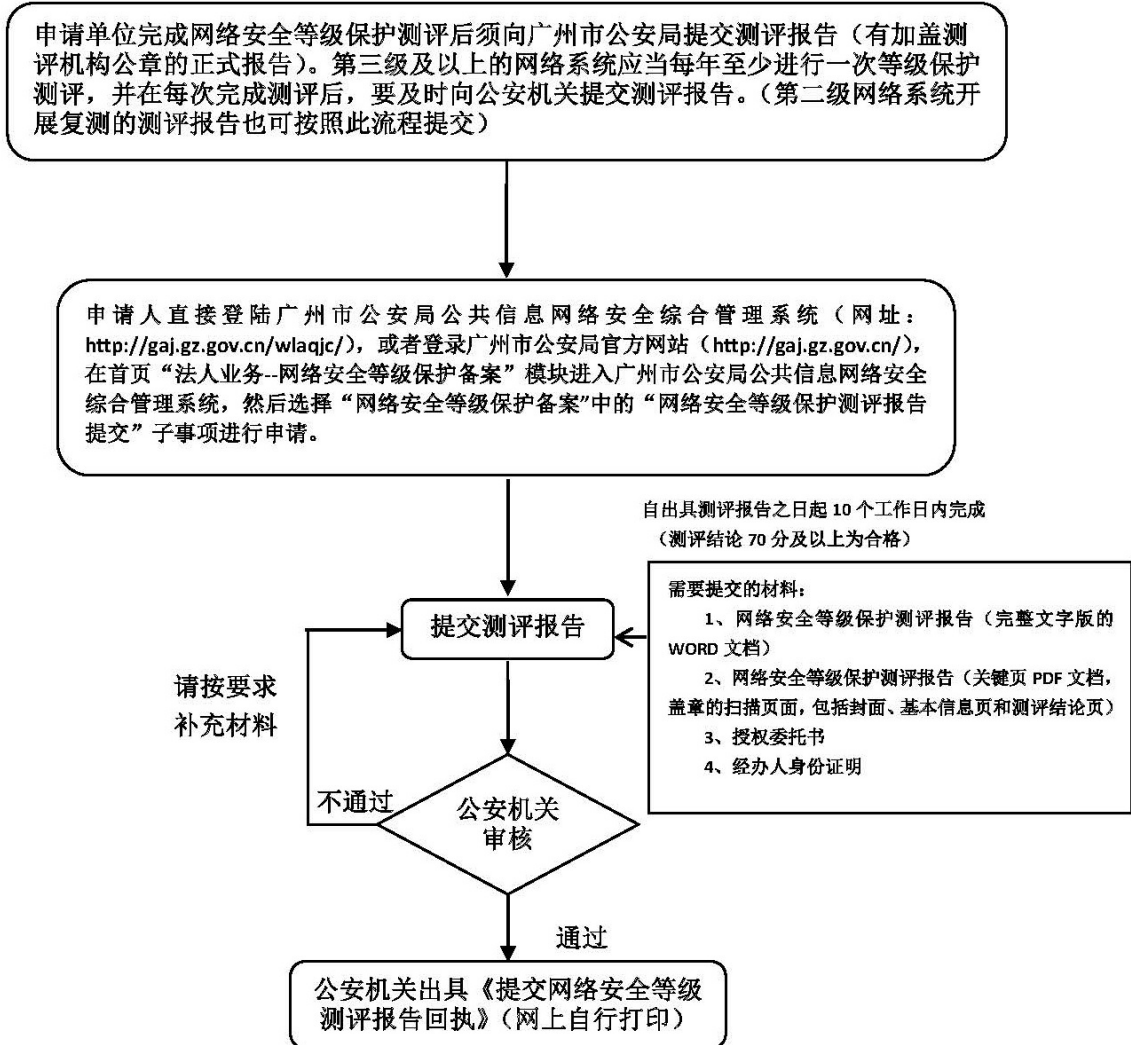 申请单位完成网络安全等级保护测评后须向广州市公安局提交测评报告（有加盖测
评机构公章的正式报告）。第三级及以上的网络系统应当每年至少进行一次等级保护
测评，并在每次完成测评后，要及时向公安机关提交测评报告。（第二级网络系统开
展复测的测评报告也可按照此流程提交）
申请人直接登陆广州市公安局公共信息网络安全综合管理系统（网址：
http://gaj.gz.gov.cn/wlaqjc/），或者登录广州市公安局官方网站（http://gaj.gz.gov.cn/），
在首页“法人业务--网络安全等级保护备案”模块进入广州市公安局公共信息网络安全
综合管理系统，然后选择“网络安全等级保护备案"中的“网络安全等级保护测评报告
提交”子事项进行申请。
自出具测评报告之日起 10 个工作日内完成
（测评结论 70 分及以上为合格）
需要提交的材料：
1、网络安全等级保护测评报告（完整文字版的
WORD 文档）
2、网络安全等级保护测评报告（关键页 PDF 文档，
盖章的扫描页面，包括封面、基本信息页和测评结论页）
3、授权委托书
4、经办人身份证明
提交测评报告
请按要求
补充材料
不通过
公安机关
审核
通过
公安机关出具《提交网络安全等级
测评报告回执》（网上自行打印）